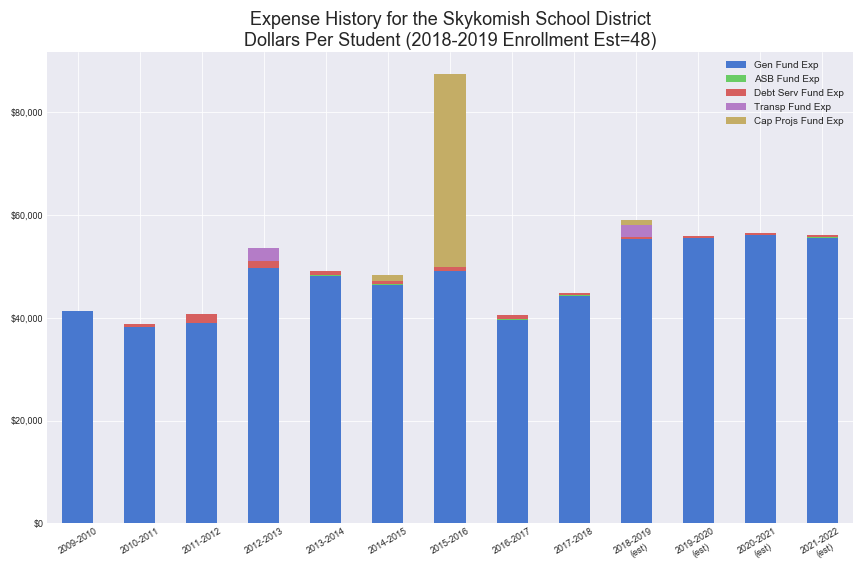 Expense History for the Skykomish School District
Dollars Per Student (2018-2019 Enrollment Est=48)
Gen Fund Exp
ASB Fund Exp
Debt Serv Fund Exp
Transp Fund Exp
Cap Projs Fund Exp
$80,000
$60,000
$40,000
$20,000
$0
2009-2010
2010-2011
2011-2012
2012-2013
2013-2014
2014-2015
2015-2016
2016-2017
2017-2018
2018-2019
(est)
2019-2020
(est)
2020-2021
(est)
2021-2022
(est)